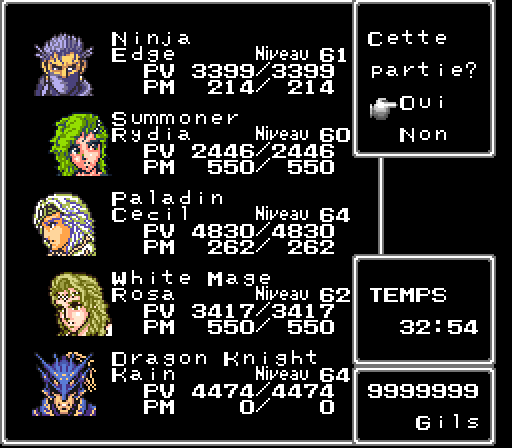 Ninja
Edge Niveau 61
PV 3399/3399
PM 214/214
Summoner
Rydia Niveau 60
PV 2446/2446
PM 550/550
Paladin
Cecil Niveau 64
PV 4830/4830
PM 262/262
White Mage
Rosa Niveau 62
PV 3417/3417
PM 550/550
Dragon Knight
Kain Niveau 64
PV 4474/4474
PM 0/0
Cette
partie?
Oui
Non
TEMPS
32:54
9999999
Gils